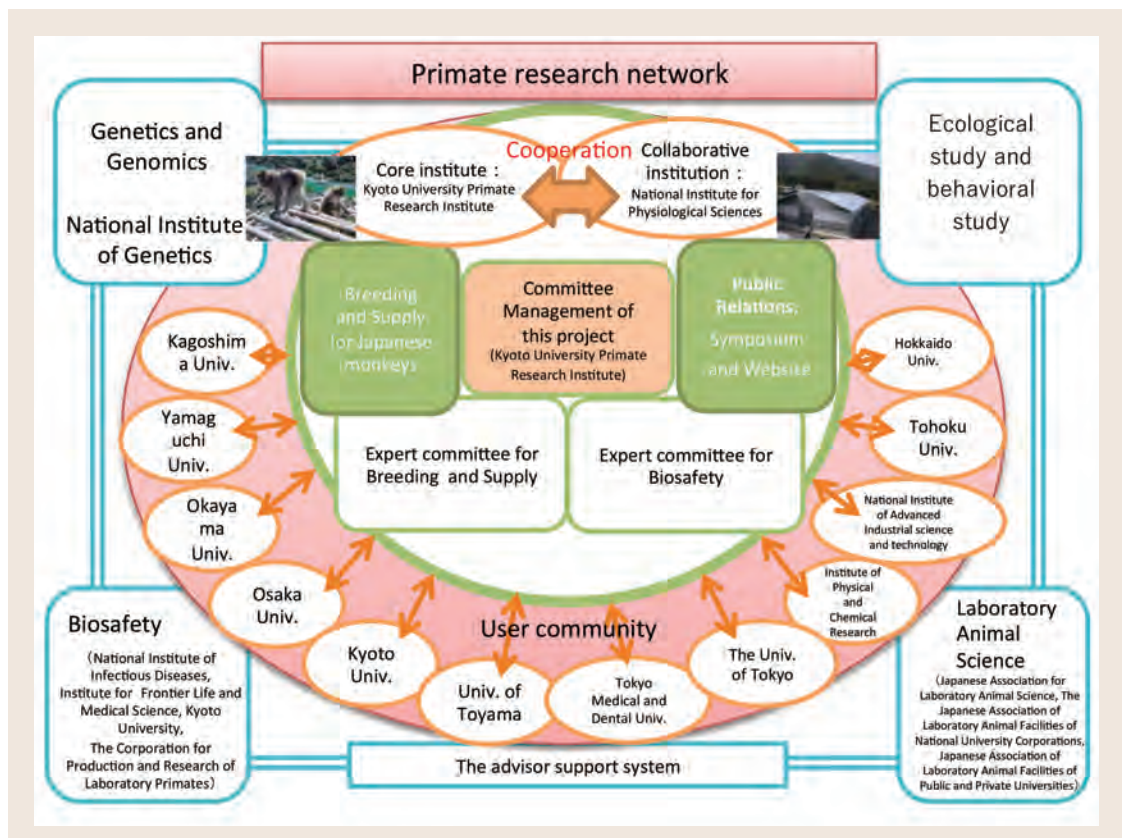 Primate research network
Genetics and
Genomics
National Institute
of Genetics
Cooperation
Core institute：
Kyoto University Primate
Research Institute
Collaborative
institution：
National Institute for
Physiological Sciences
Ecological
study and
behavioral
study
Breeding
and Supply
for Japanese
monkeys
Committee
Management of
this project
(Kyoto University Primate
Research Institute)
Public
Relations:
Symposium
and Website
Expert committee for
Breeding and Supply
Expert committee for
Biosafety
Kagoshim
a Univ.
Yamag
uchi
Univ.
Okaya
ma
Univ.
Osaka
Univ.
Kyoto
Univ.
Univ. of
Toyama
Tokyo
Medical and
Dental Univ.
The Univ.
of Tokyo
Institute of
Physical
and
Chemical
Research
National Institute
of Advanced
Industrial science
and technology
Tohoku
Univ.
Hokkaido
Univ.
User community
Biosafety
（National Institute of
Infectious Diseases,
Institute for Frontier Life and
Medical Science, Kyoto
University,
The Corporation for
Production and Research of
Laboratory Primates）
The advisor support system
Laboratory
Animal
Science
（Japanese Association for
Laboratory Animal Science, The
Japanese Association of
Laboratory Animal Facilities of
National University Corporations,
Japanese Association of
Laboratory Animal Facilities of
Public and Private Universities）